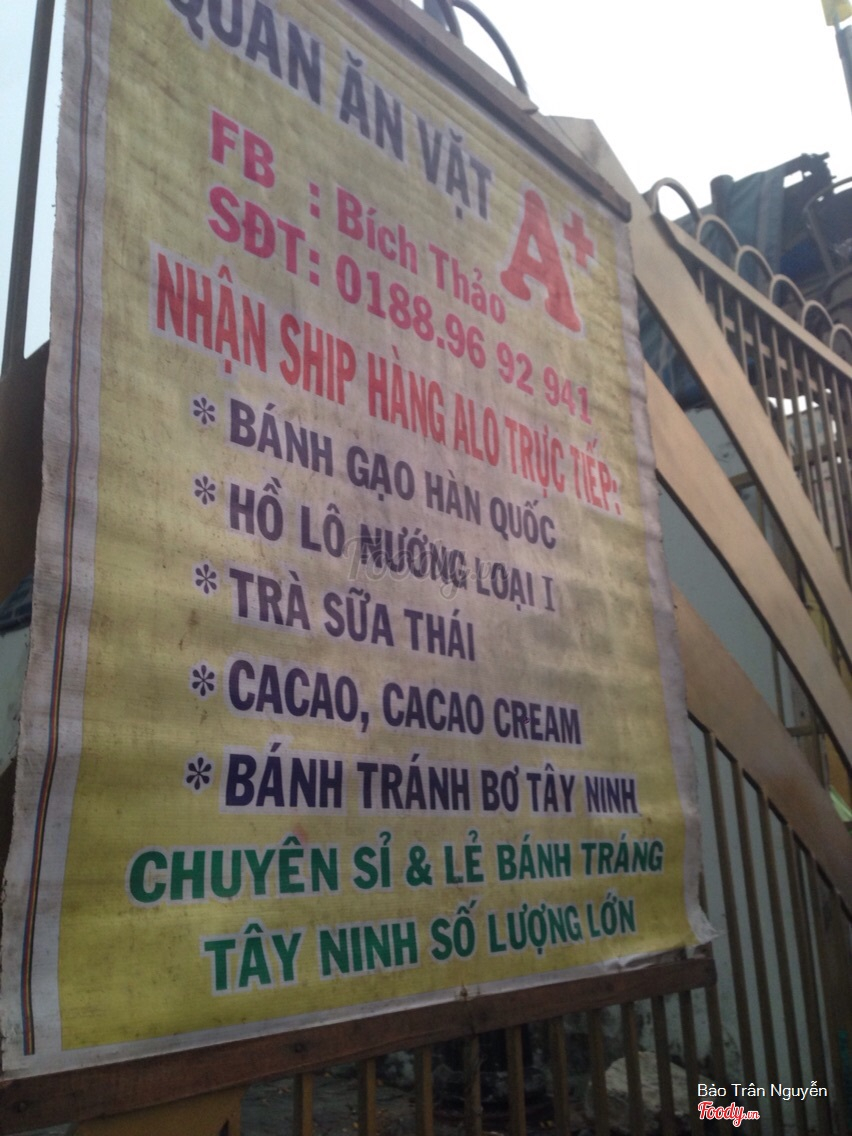 QUÁN ĂN VẶT
A+
FB : Bích Thảo
SĐT: 0188.96 92 941
NHẬN SHIP HÀNG ALO TRỰC TIẾP:
* BÁNH GẠO HÀN QUỐC
* HỒ LÔ NƯỚNG LOẠI I
* TRÀ SỮA THÁI
* CACAO, CACAO CREAM
* BÁNH TRÁNH BƠ TÂY NINH
CHUYÊN SỈ & LẺ BÁNH TRÁNG
TÂY NINH SỐ LƯỢNG LỚN
Foody.vn
Bảo Trân Nguyễn
Foody.vn